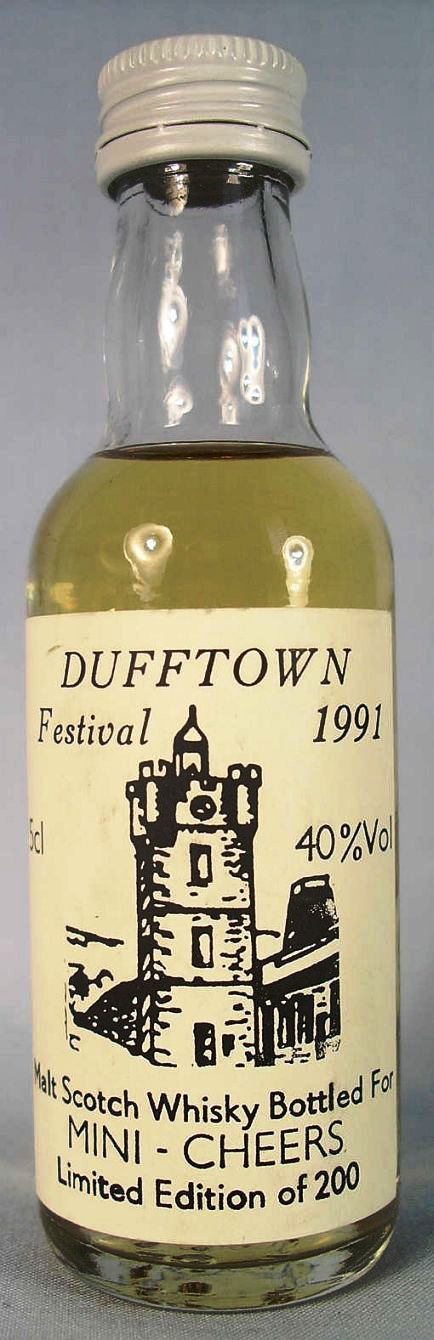 DUFFTOWN
Festival 1991
5cl 40%Vol
Malt Scotch Whisky Bottled For
MINI - CHEERS
Limited Edition of 200